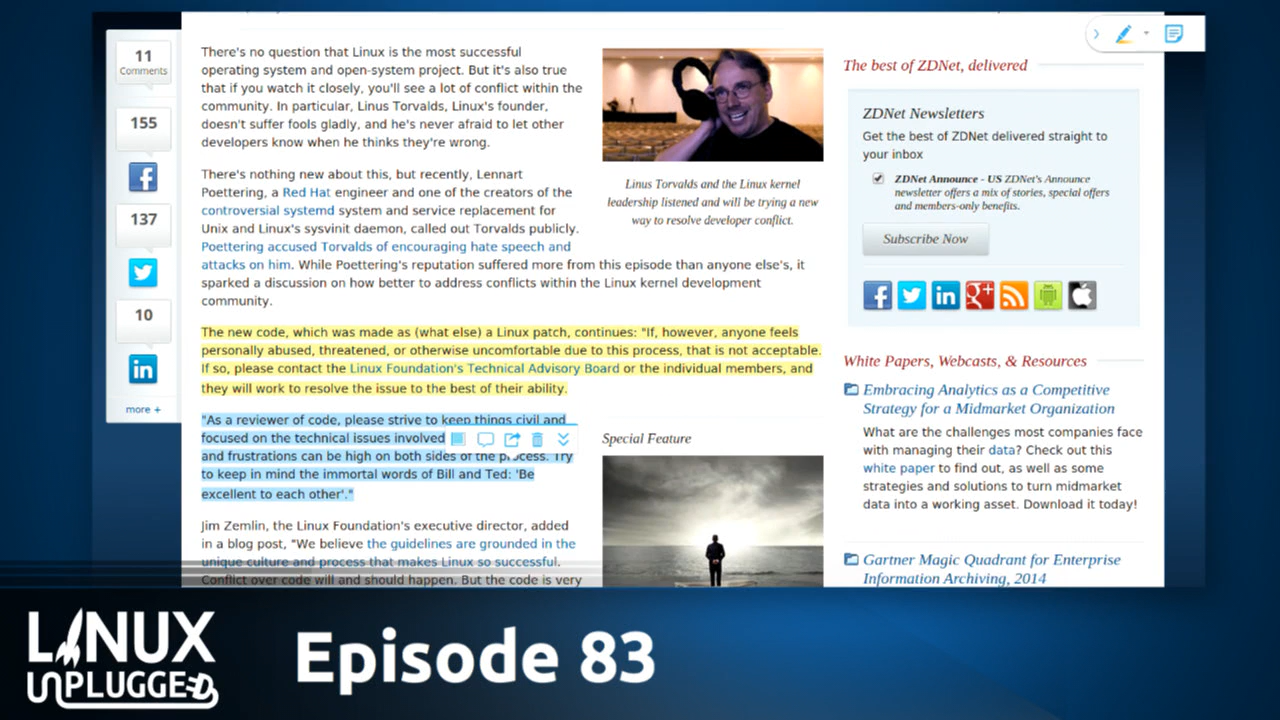 11
Comments
155
137
10
more +
There's no question that Linux is the most successful
operating system and open-system project. But it's also true
that if you watch it closely, you'll see a lot of conflict within the
community. In particular, Linus Torvalds, Linux's founder,
doesn't suffer fools gladly, and he's never afraid to let other
developers know when he thinks they're wrong.
There's nothing new about this, but recently, Lennart
Poettering, a Red Hat engineer and one of the creators of the
controversial systemd system and service replacement for
Unix and Linux's sysvinit daemon, called out Torvalds publicly.
Poettering accused Torvalds of encouraging hate speech and
attacks on him. While Poettering's reputation suffered more from this episode than anyone else's, it
sparked a discussion on how better to address conflicts within the Linux kernel development
community.
The new code, which was made as (what else) a Linux patch, continues: "If, however, anyone feels
personally abused, threatened, or otherwise uncomfortable due to this process, that is not acceptable.
If so, please contact the Linux Foundation's Technical Advisory Board or the individual members, and
they will work to resolve the issue to the best of their ability.
"As a reviewer of code, please strive to keep things civil and
focused on the technical issues involved
and frustrations can be high on both sides of the process. Try
to keep in mind the immortal words of Bill and Ted: 'Be
excellent to each other'."
Jim Zemlin, the Linux Foundation's executive director, added
in a blog post, "We believe the guidelines are grounded in the
unique culture and process that makes Linux so successful.
Conflict over code will and should happen. But the code is very
Linus Torvalds and the Linux kernel
leadership listened and will be trying a new
way to resolve developer conflict.
Special Feature
The best of ZDNet, delivered
ZDNet Newsletters
Get the best of ZDNet delivered straight to
your inbox
ZDNet Announce - US ZDNet's Announce
newsletter offers a mix of stories, special offers
and members-only benefits.
Subscribe Now
White Papers, Webcasts, & Resources
Embracing Analytics as a Competitive
Strategy for a Midmarket Organization
What are the challenges most companies face
with managing their data? Check out this
white paper to find out, as well as some
strategies and solutions to turn midmarket
data into a working asset. Download it today!
Gartner Magic Quadrant for Enterprise
Information Archiving, 2014
LINUX
UNPLUGGED
Episode 83